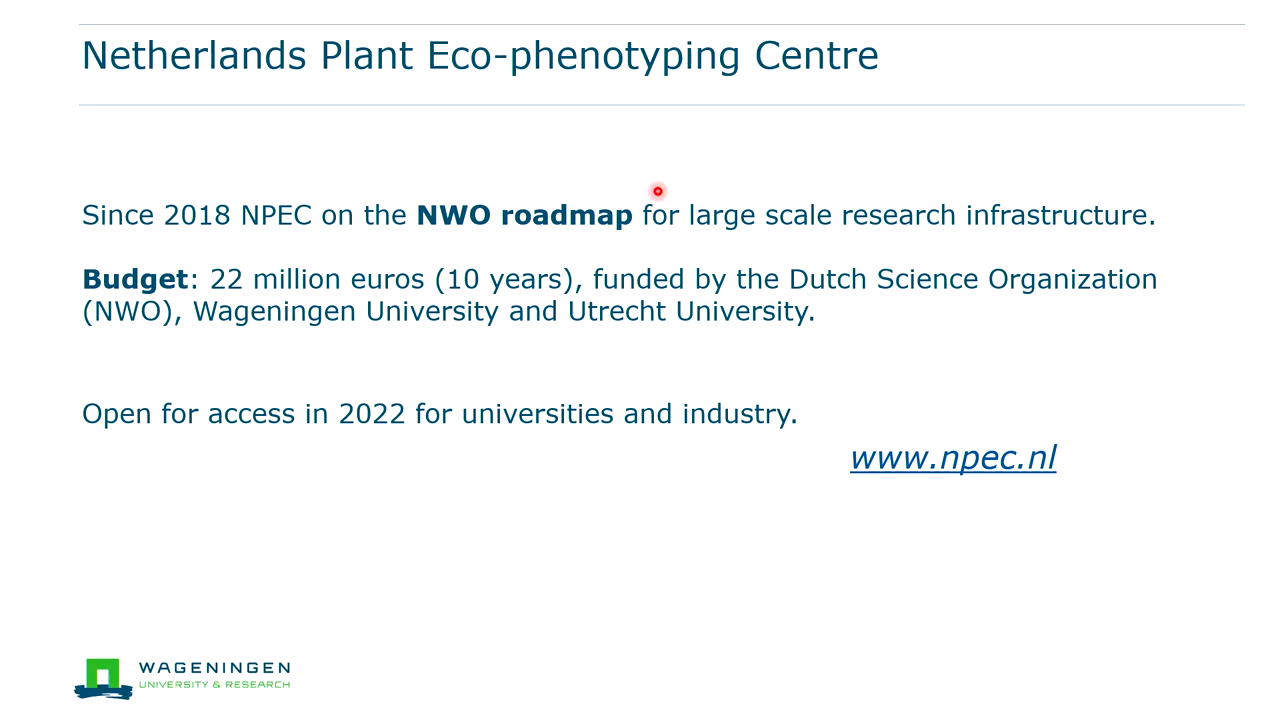 Netherlands Plant Eco-phenotyping Centre
Since 2018 NPEC on the NWO roadmap for large scale research infrastructure.
Budget: 22 million euros (10 years), funded by the Dutch Science Organization
(NWO), Wageningen University and Utrecht University.
Open for access in 2022 for universities and industry.
www.npec.nl
WAGENINGEN
UNIVERSITY & RESEARCH